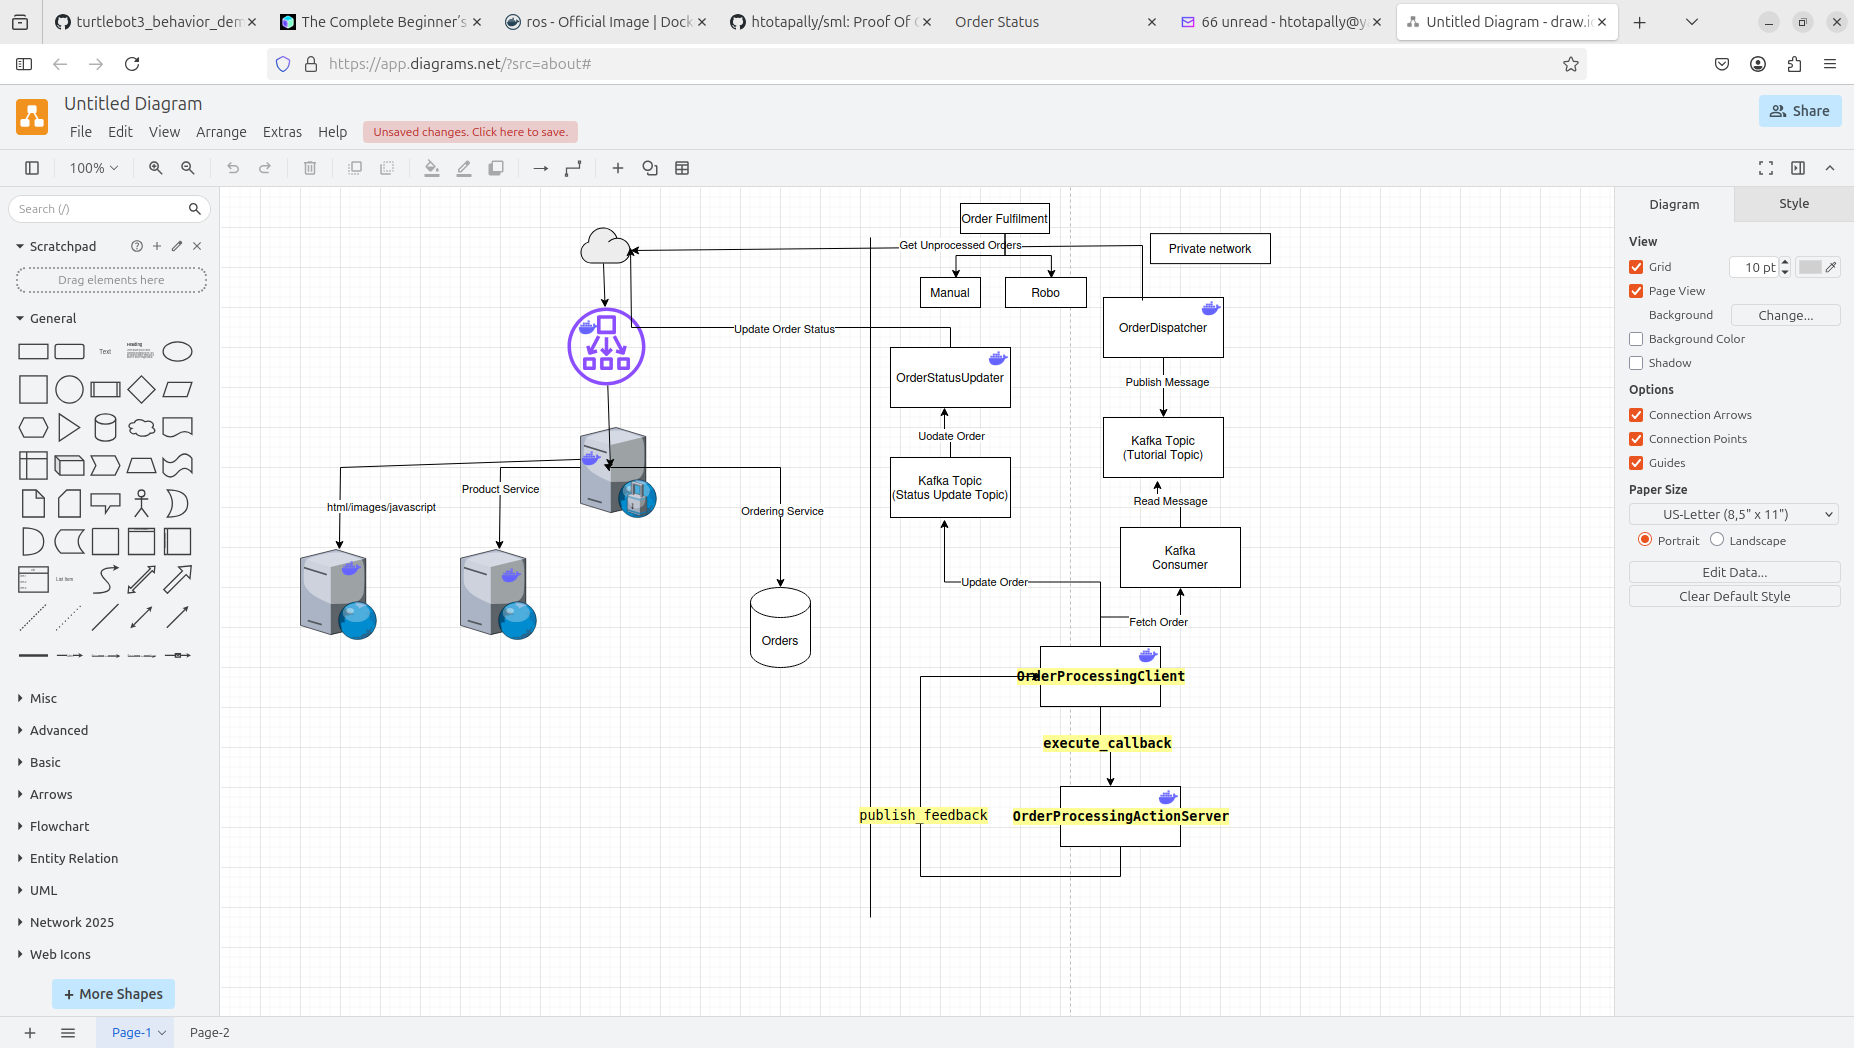 turtlebot3_behavior_dem
The Complete Beginner's
ros - Official Image | Dock
htotapally/sml: Proof Of C
Order Status
66 unread - htotapally@y
Untitled Diagram - draw.io
https://app.diagrams.net/?src=about#
Untitled Diagram
File
Edit
View
Arrange
Extras
Help
Unsaved changes. Click here to save.
Share
100%
Search (/)
Scratchpad
Drag elements here
General
Text
Heading
List Item
Misc
Advanced
Basic
Arrows
Flowchart
Entity Relation
UML
Network 2025
Web Icons
+ More Shapes
Order Fulfilment
Get Unprocessed Orders
Private network
Manual
Robo
OrderDispatcher
Update Order Status
OrderStatusUpdater
Publish Message
Uodate Order
Kafka Topic
(Tutorial Topic)
Kafka Topic
(Status Update Topic)
Read Message
Product Service
html/images/javascript
Ordering Service
Kafka
Consumer
Update Order
Fetch Order
Orders
OrderProcessingClient
execute_callback
publish_feedback
OrderProcessingActionServer
Diagram
Style
View
Grid
10 pt
Page View
Background
Change...
Background Color
Shadow
Options
Connection Arrows
Connection Points
Guides
Paper Size
US-Letter (8,5" x 11")
Portrait
Landscape
Edit Data...
Clear Default Style
Page-1
Page-2